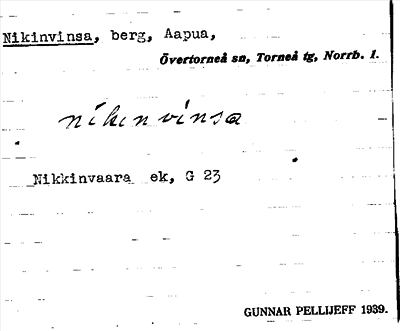 Nikinvinsa, berg, Aapua,
Övertorneå sn, Torneå tg, Norrb. l.
nikinvinsa
Nikkinvaara ek, G 23
GUNNAR PELLIJEFF 1939.